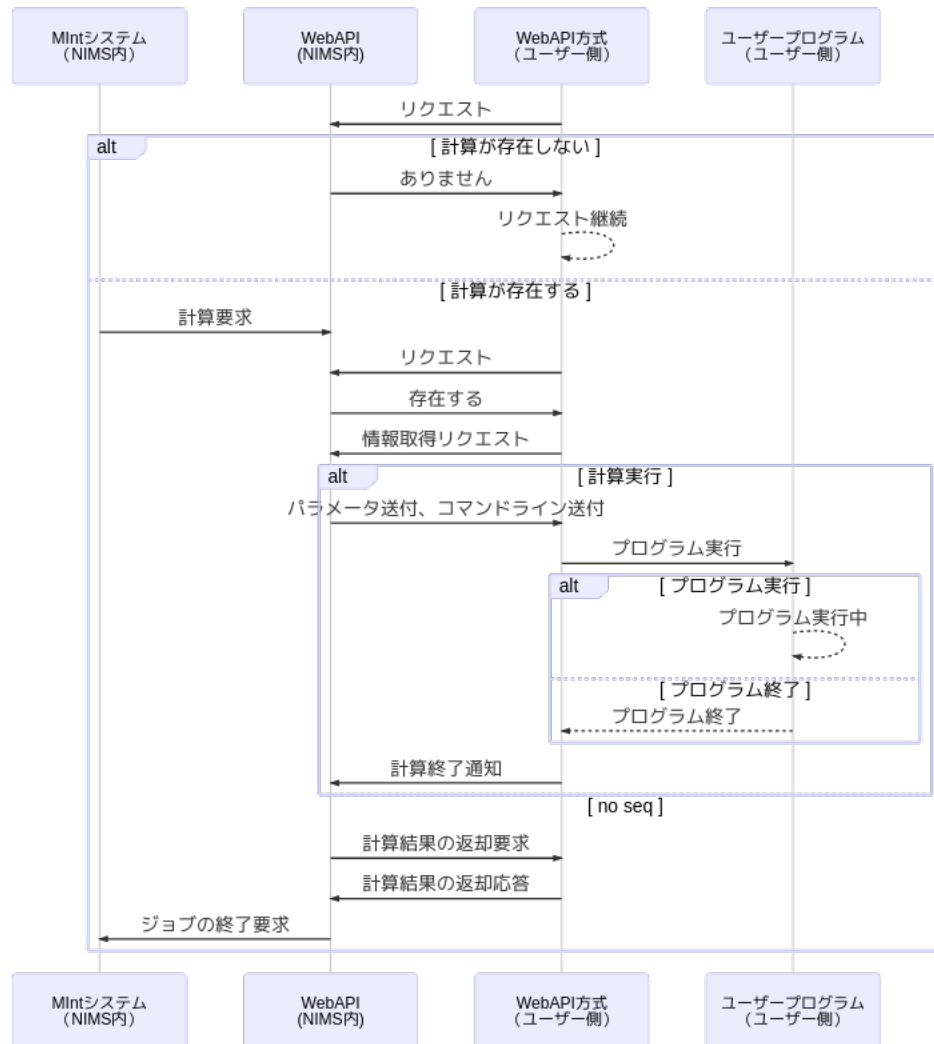 MIntシステム
（NIMS内）
WebAPI
(NIMS内)
WebAPI方式
（ユーザー側）
ユーザープログラム
（ユーザー側）
リクエスト
alt
[ 計算が存在しない ]
ありません
リクエスト継続
[ 計算が存在する ]
計算要求
リクエスト
存在する
情報取得リクエスト
alt
[ 計算実行 ]
パラメータ送付、コマンドライン送付
プログラム実行
alt
[ プログラム実行 ]
プログラム実行中
[ プログラム終了 ]
プログラム終了
計算終了通知
[ no seq ]
計算結果の返却要求
計算結果の返却応答
ジョブの終了要求
MIntシステム
（NIMS内）
WebAPI
(NIMS内)
WebAPI方式
（ユーザー側）
ユーザープログラム
（ユーザー側）